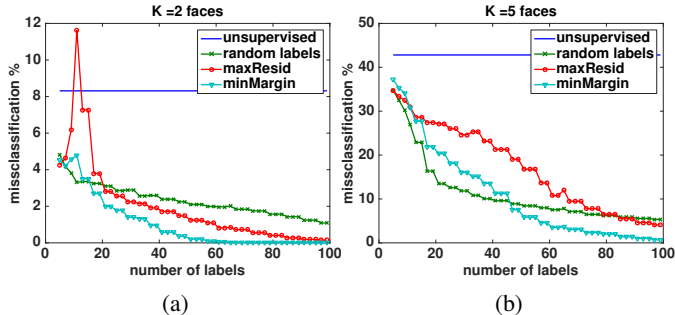 K =2 faces
12
10
8
6
4
2
0
0 20 40 60 80 100
missclassification %
number of labels
unsupervised
random labels
maxResid
minMargin
(a)
K =5 faces
50
40
30
20
10
0
0 20 40 60 80 100
missclassification %
number of labels
unsupervised
random labels
maxResid
minMargin
(b)